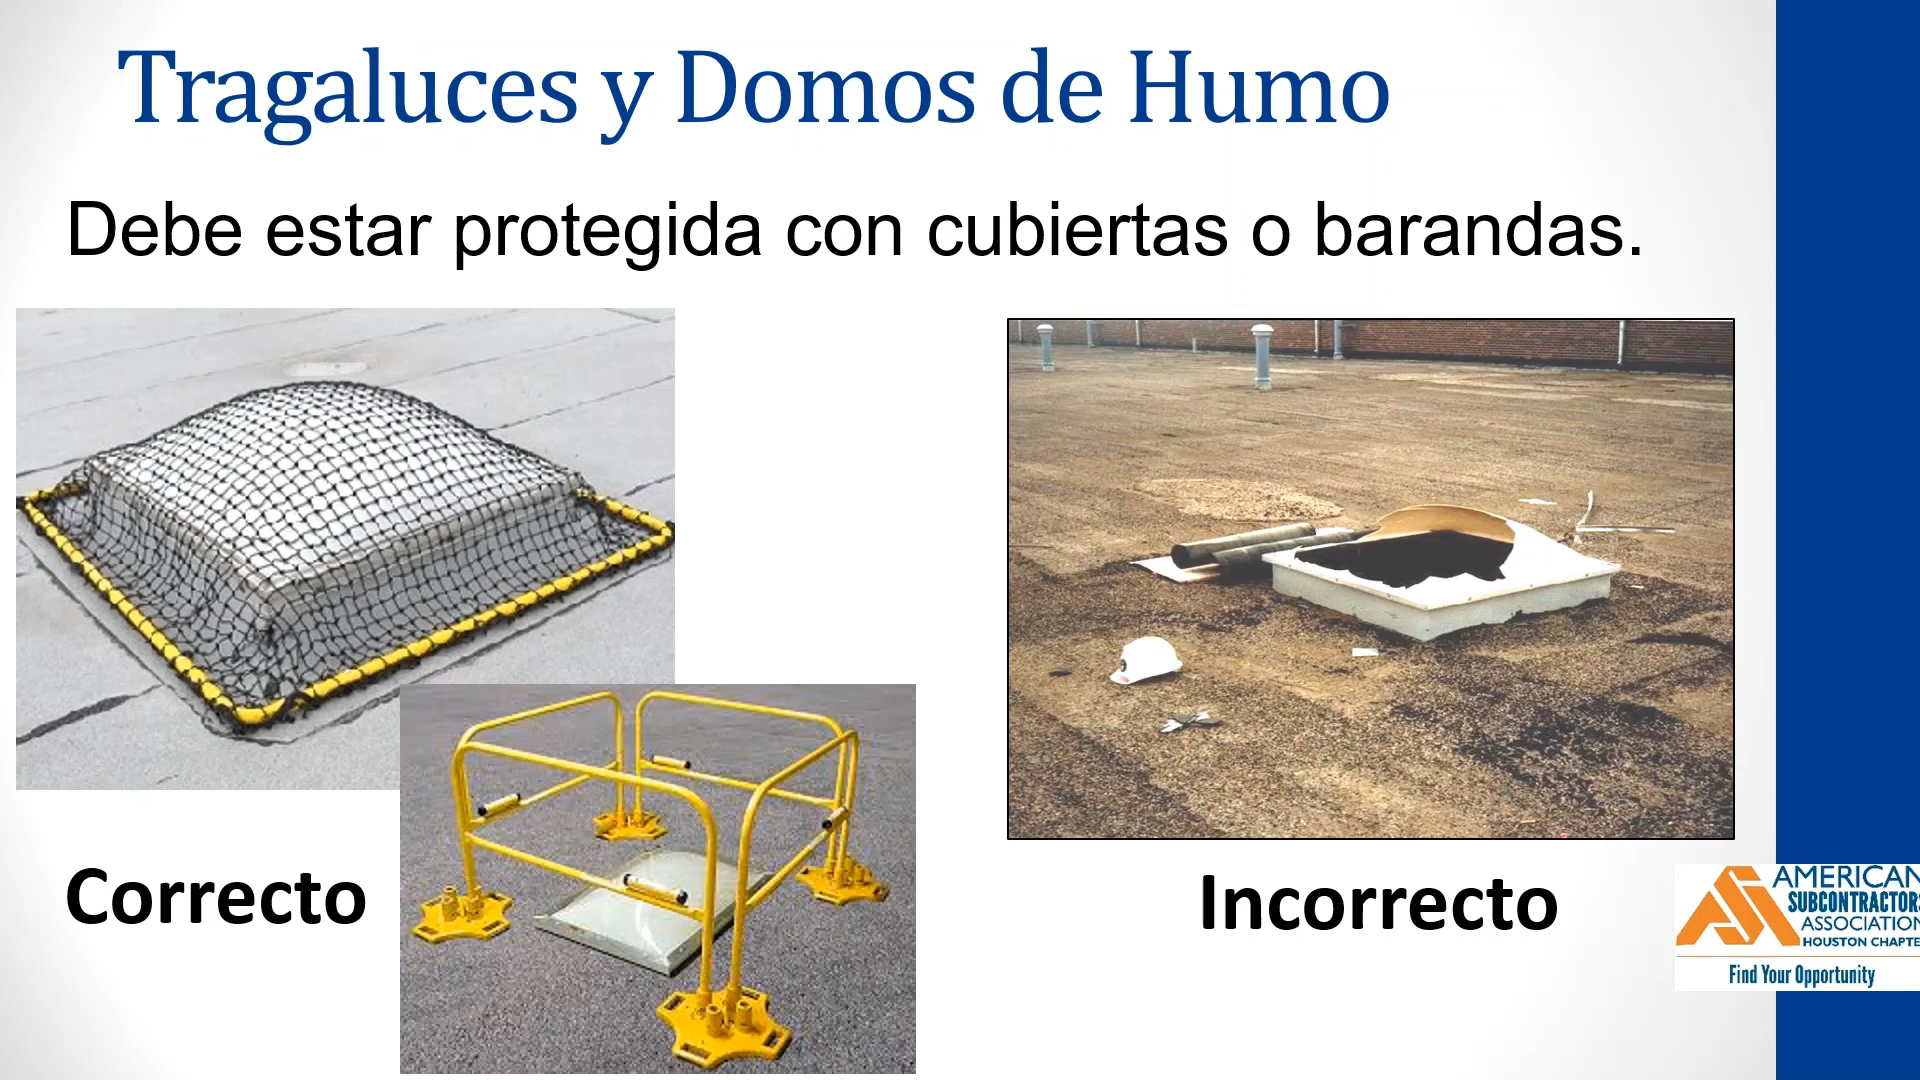 Tragaluces y Domos de Humo
Debe estar protegida con cubiertas o barandas.
Correcto
Incorrecto
AMERICAN
SUBCONTRACTORS
ASSOCIATION
HOUSTON CHAPTE
Find Your Opportunity